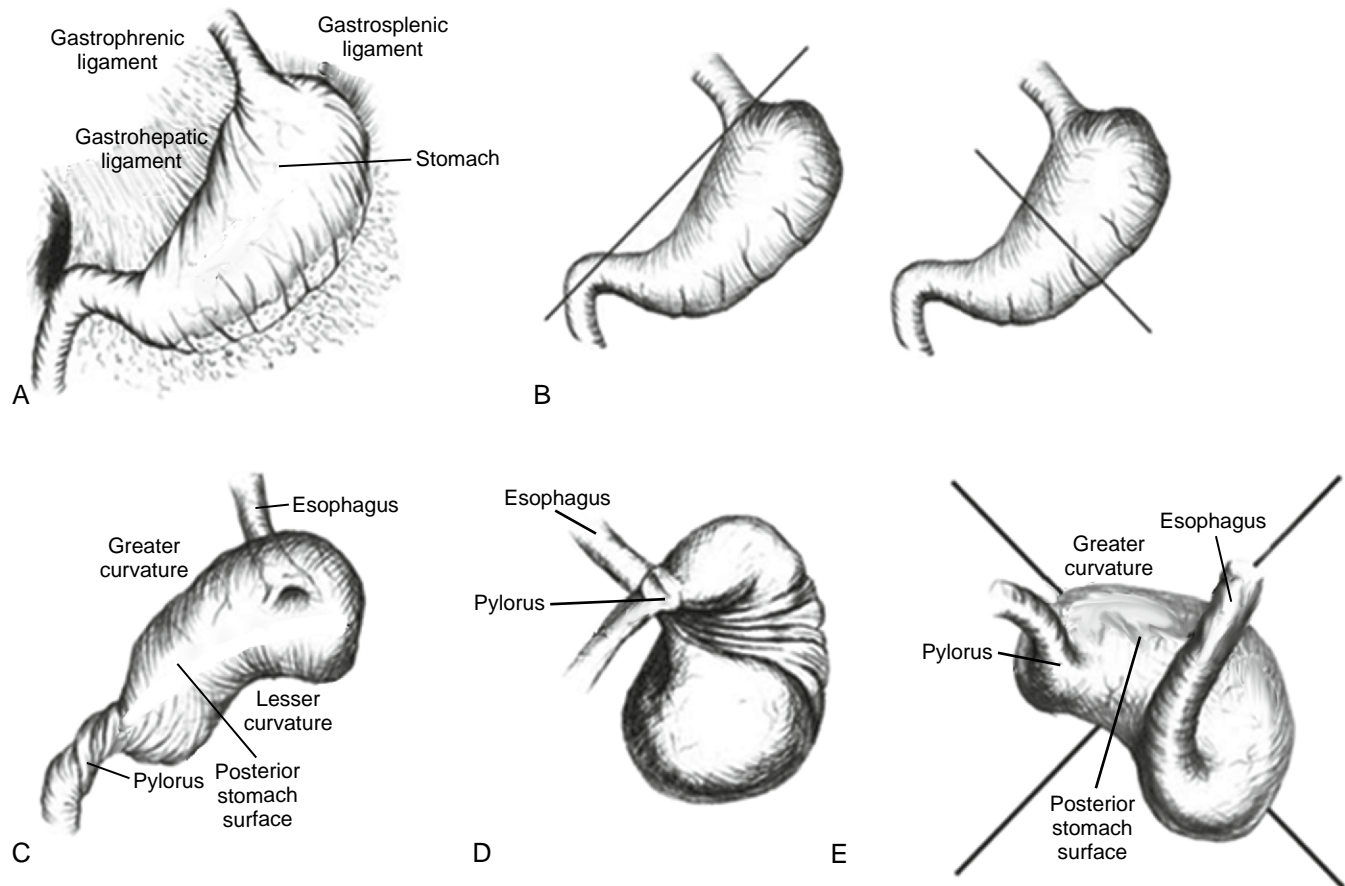 Gastrophrenic
ligament
Gastrosplenic
ligament
Gastrohepatic
ligament
Stomach
A
B
Esophagus
Greater
curvature
Lesser
curvature
Pylorus
Posterior
stomach
surface
C
Esophagus
Pylorus
D
Esophagus
Greater
curvature
Pylorus
Posterior
stomach
surface
E